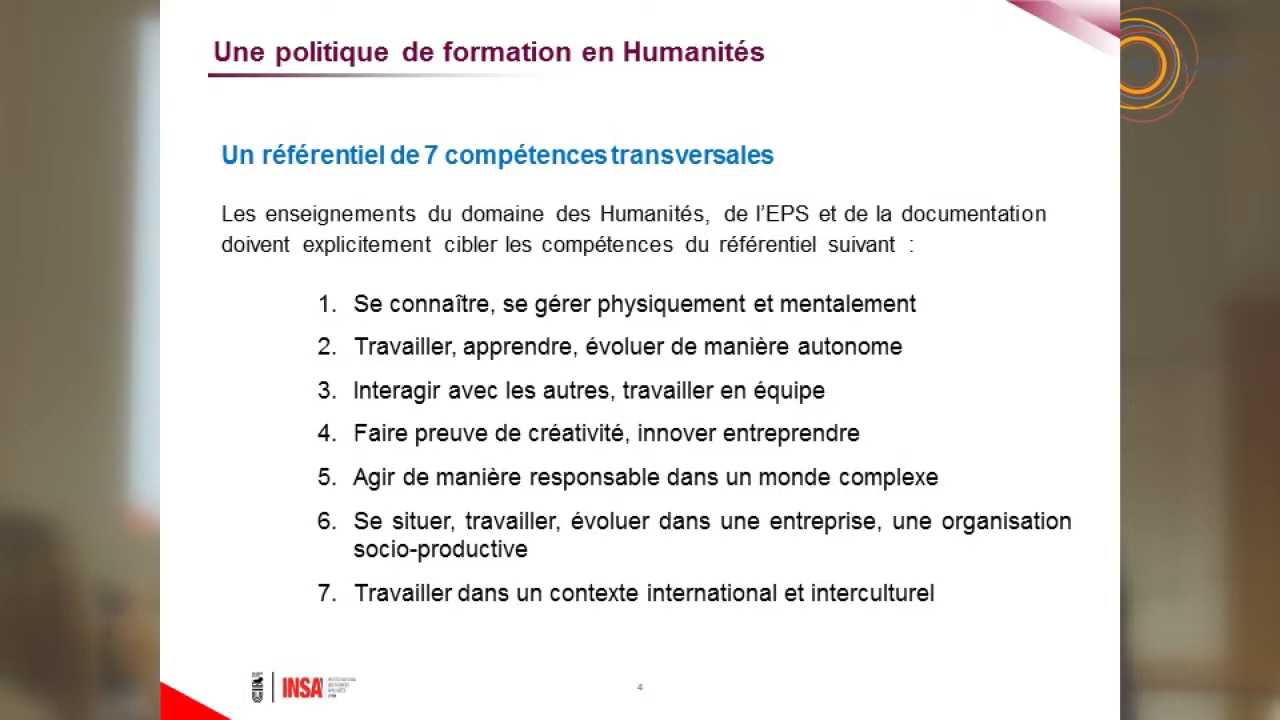 Une politique de formation en Humanités
Un référentiel de 7 compétences transversales
Les enseignements du domaine des Humanités, de l'EPS et de la documentation
doivent explicitement cibler les compétences du référentiel suivant :
1. Se connaître, se gérer physiquement et mentalement
2. Travailler, apprendre, évoluer de manière autonome
3. Interagir avec les autres, travailler en équipe
4. Faire preuve de créativité, innover entreprendre
5. Agir de manière responsable dans un monde complexe
6. Se situer, travailler, évoluer dans une entreprise, une organisation
socio-productive
7. Travailler dans un contexte international et interculturel
INSA
4